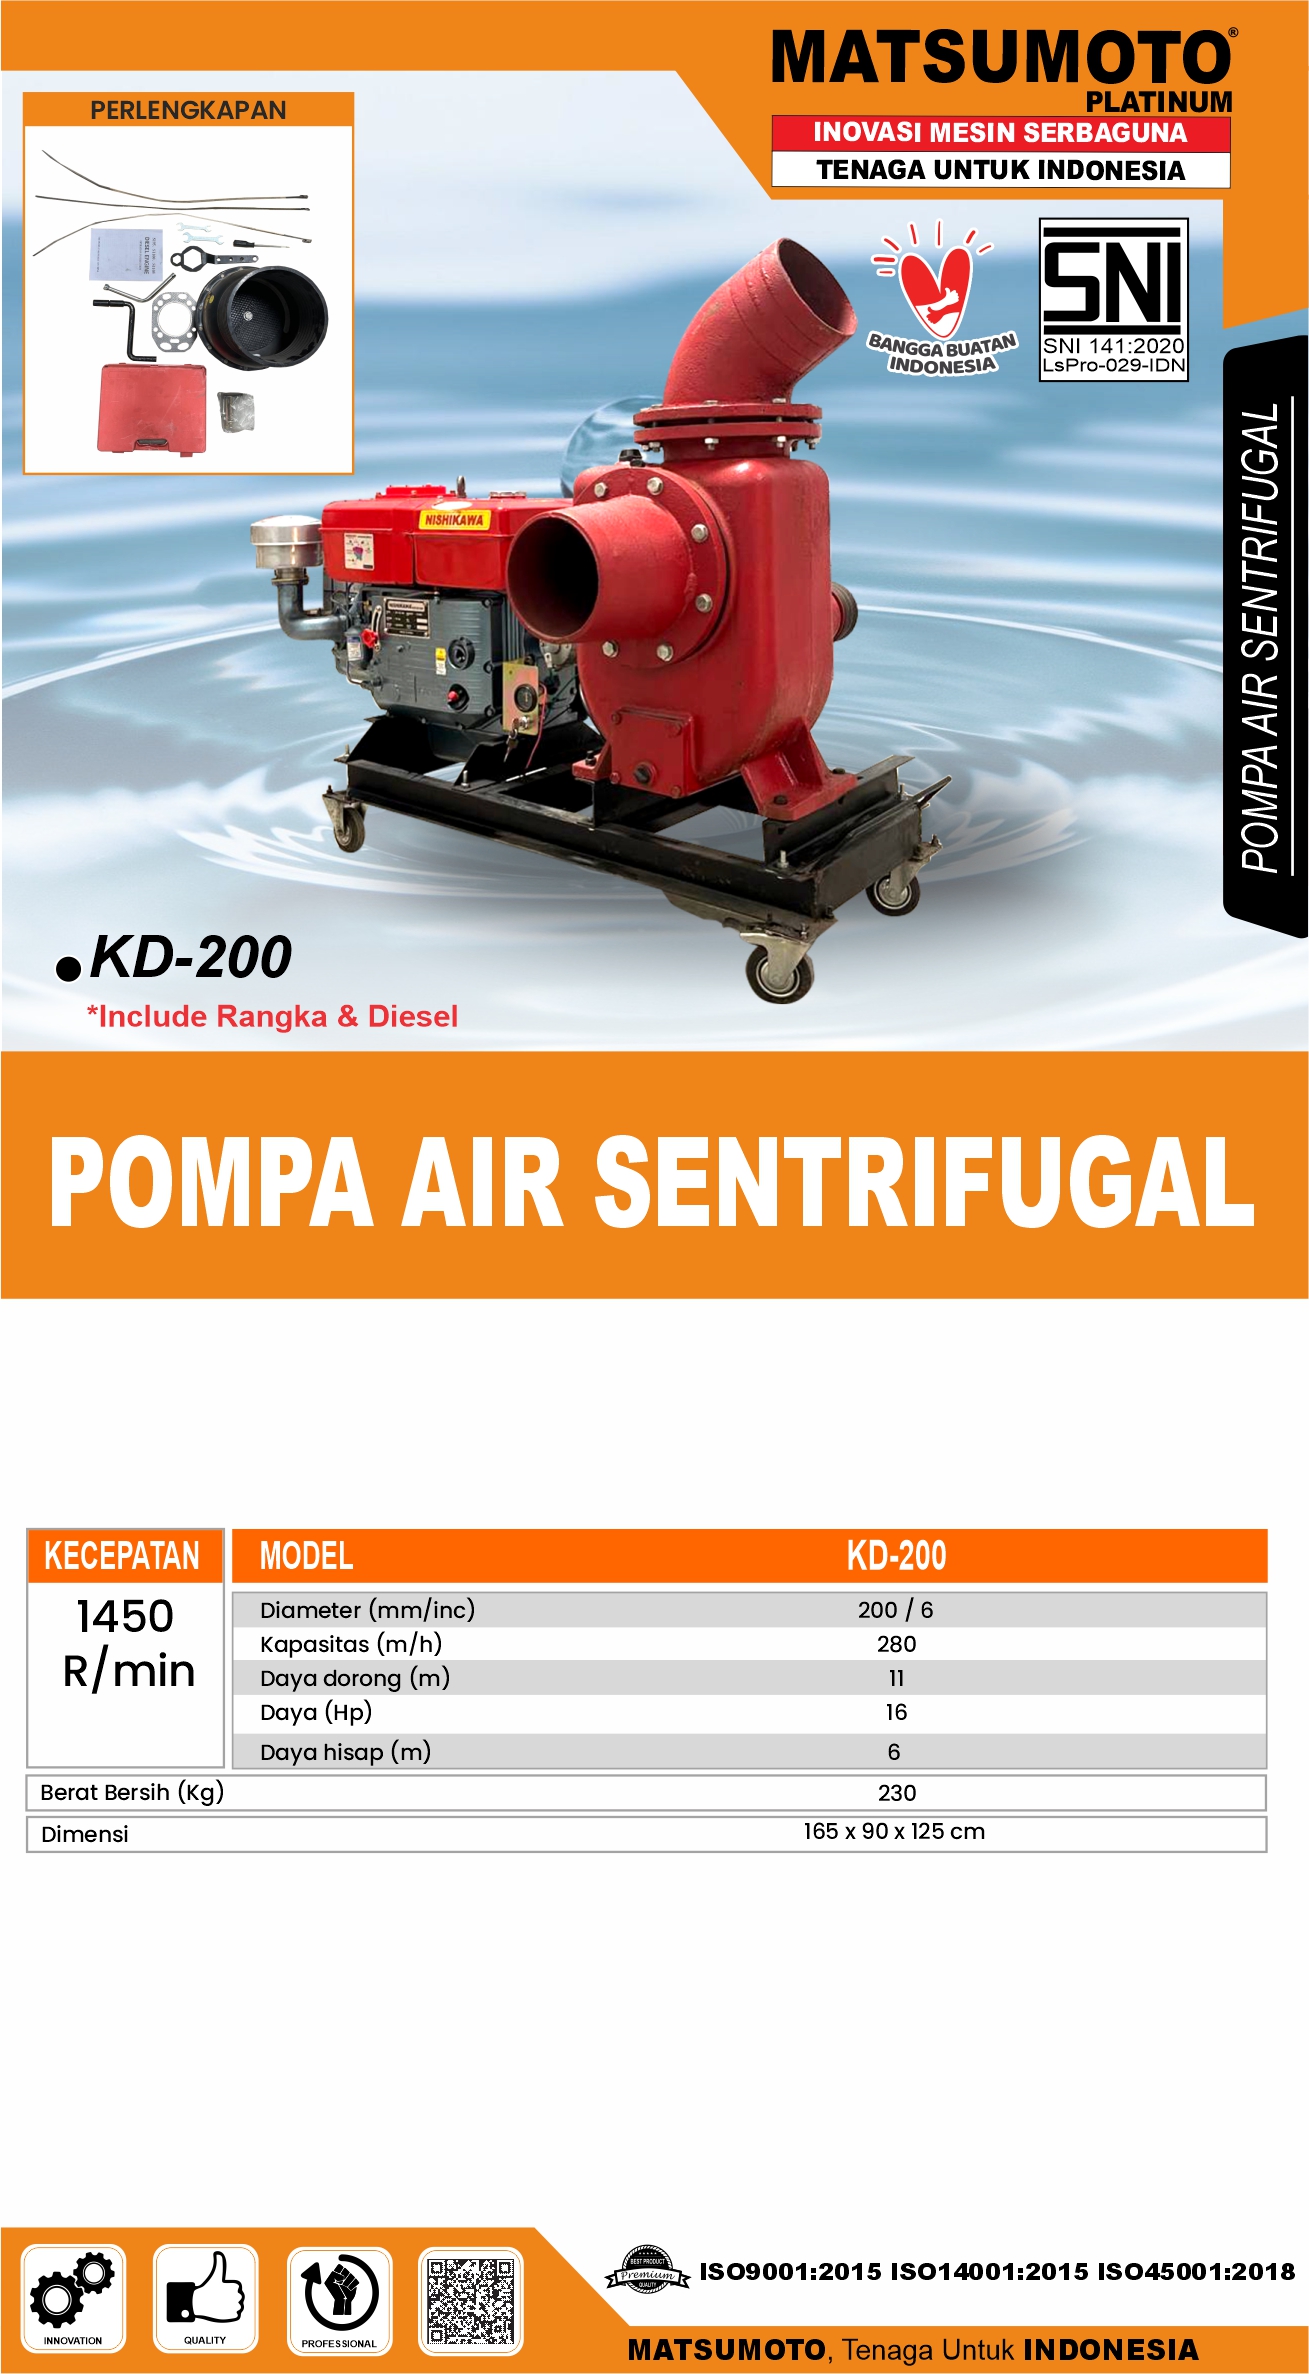 MATSUMOTO®
PLATINUM
INOVASI MESIN SERBAGUNA
TENAGA UNTUK INDONESIA
PERLENGKAPAN
DIESEL ENGINE
BANGGA BUATAN
INDONESIA
SNI
SNI 141:2020
LsPro-029-IDN
NISHIKAWA
POMPA AIR SENTRIFUGAL
KD-200
*Include Rangka & Diesel
POMPA AIR SENTRIFUGAL
KECEPATAN
1450
R/min
MODEL KD-200
Diameter (mm/inc) 200 / 6
Kapasitas (m/h) 280
Daya dorong (m) 11
Daya (Hp) 16
Daya hisap (m) 6
Berat Bersih (Kg) 230
Dimensi 165 x 90 x 125 cm
INNOVATION
QUALITY
PROFESSIONAL
BEST PRODUCT
Premium
QUALITY
ISO9001:2015 ISO14001:2015 ISO45001:2018
MATSUMOTO, Tenaga Untuk INDONESIA